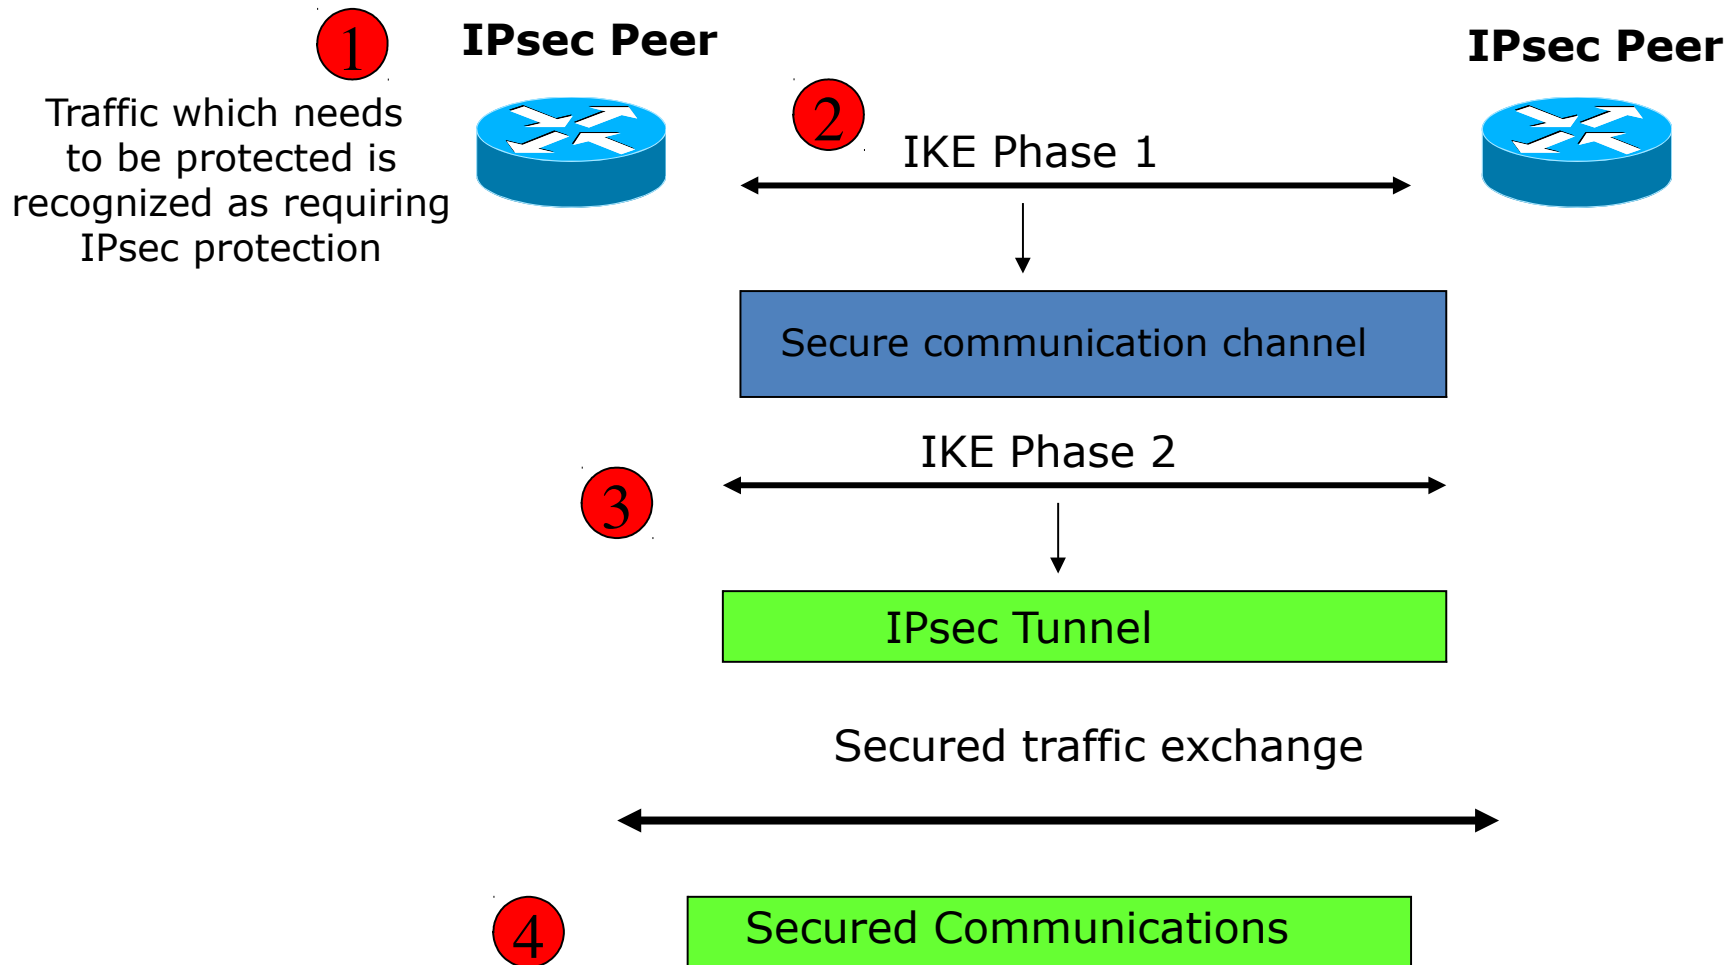 1
IPsec Peer
IPsec Peer
Traffic which needs
to be protected is
recognized as requiring
IPsec protection
2
IKE Phase 1
Secure communication channel
IKE Phase 2
3
IPsec Tunnel
Secured traffic exchange
4
Secured Communications